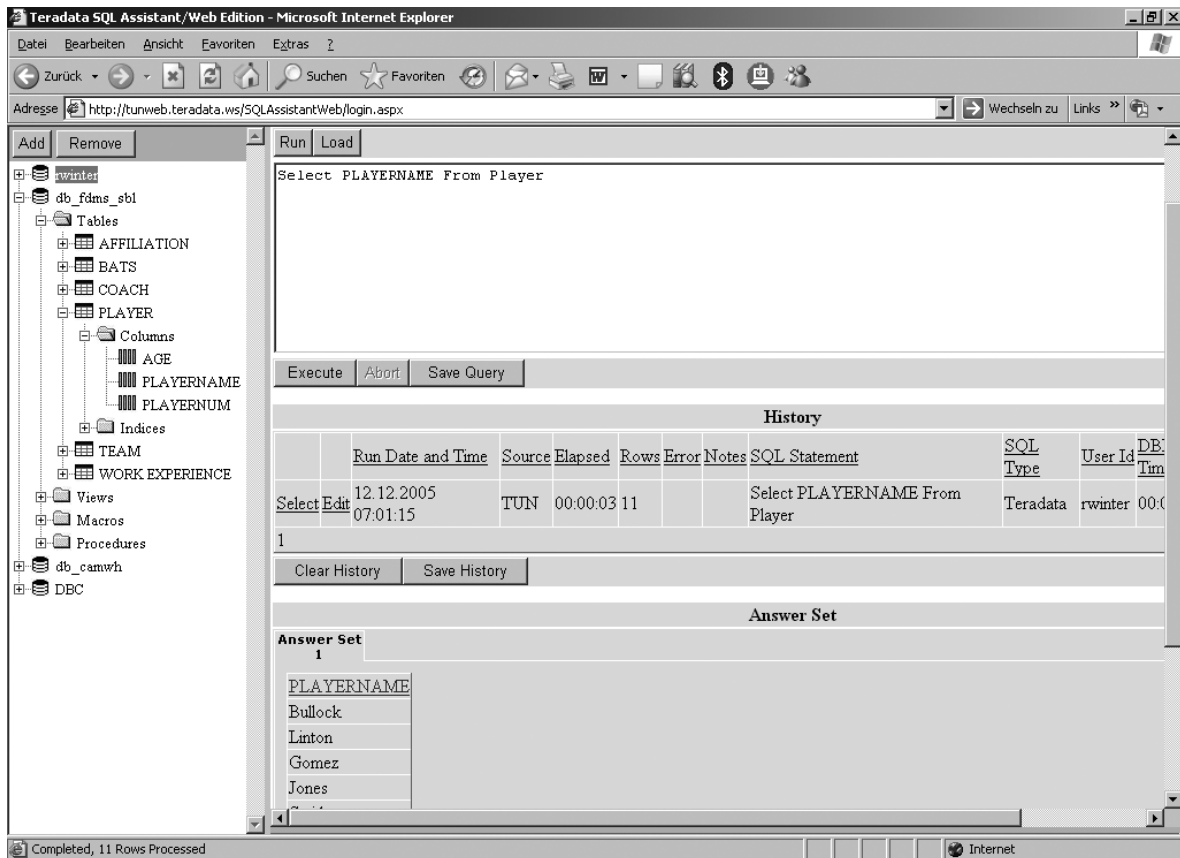 Teradata SQL Assistant/Web Edition - Microsoft Internet Explorer
Datei Bearbeiten Ansicht Favoriten Extras ?
Zurück Suchen Favoriten
Adresse http://tunweb.teradata.ws/SQLAssistantWeb/login.aspx Wechseln zu Links »
Add Remove
rwinter
db_fdms_sbl
Tables
AFFILIATION
BATS
COACH
PLAYER
Columns
AGE
PLAYERNAME
PLAYERNUM
Indices
TEAM
WORK EXPERIENCE
Views
Macros
Procedures
db_camwh
DBC
Run Load
Select PLAYERNAME From Player
Execute Abort Save Query
History
Run Date and Time Source Elapsed Rows Error Notes SQL Statement SQL Type User Id DB Tim
Select Edit 12.12.2005 07:01:15 TUN 00:00:03 11 Select PLAYERNAME From Player Teradata rwinter 00:0
1
Clear History Save History
Answer Set
Answer Set
1
PLAYERNAME
Bullock
Linton
Gomez
Jones
Completed, 11 Rows Processed Internet